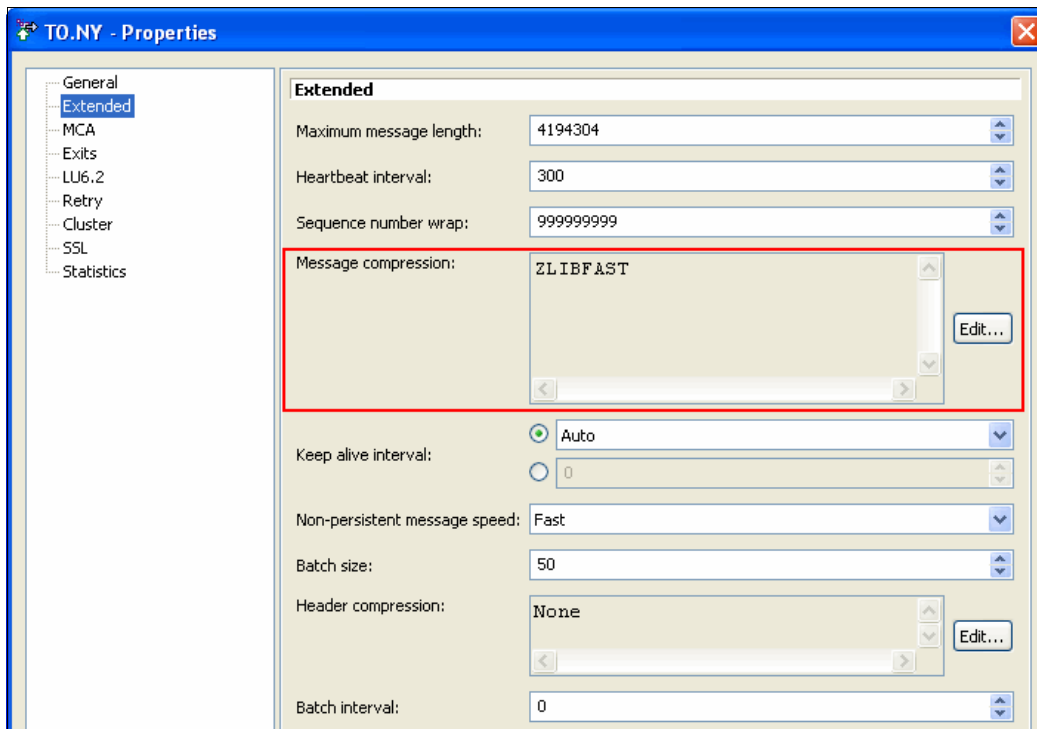 TO.NY - Properties
General
Extended
MCA
Exits
LU6.2
Retry
Cluster
SSL
Statistics
Extended
Maximum message length: 4194304
Heartbeat interval: 300
Sequence number wrap: 999999999
Message compression: ZLIBFAST
Edit...
Keep alive interval: Auto
0
Non-persistent message speed: Fast
Batch size: 50
Header compression: None
Edit...
Batch interval: 0